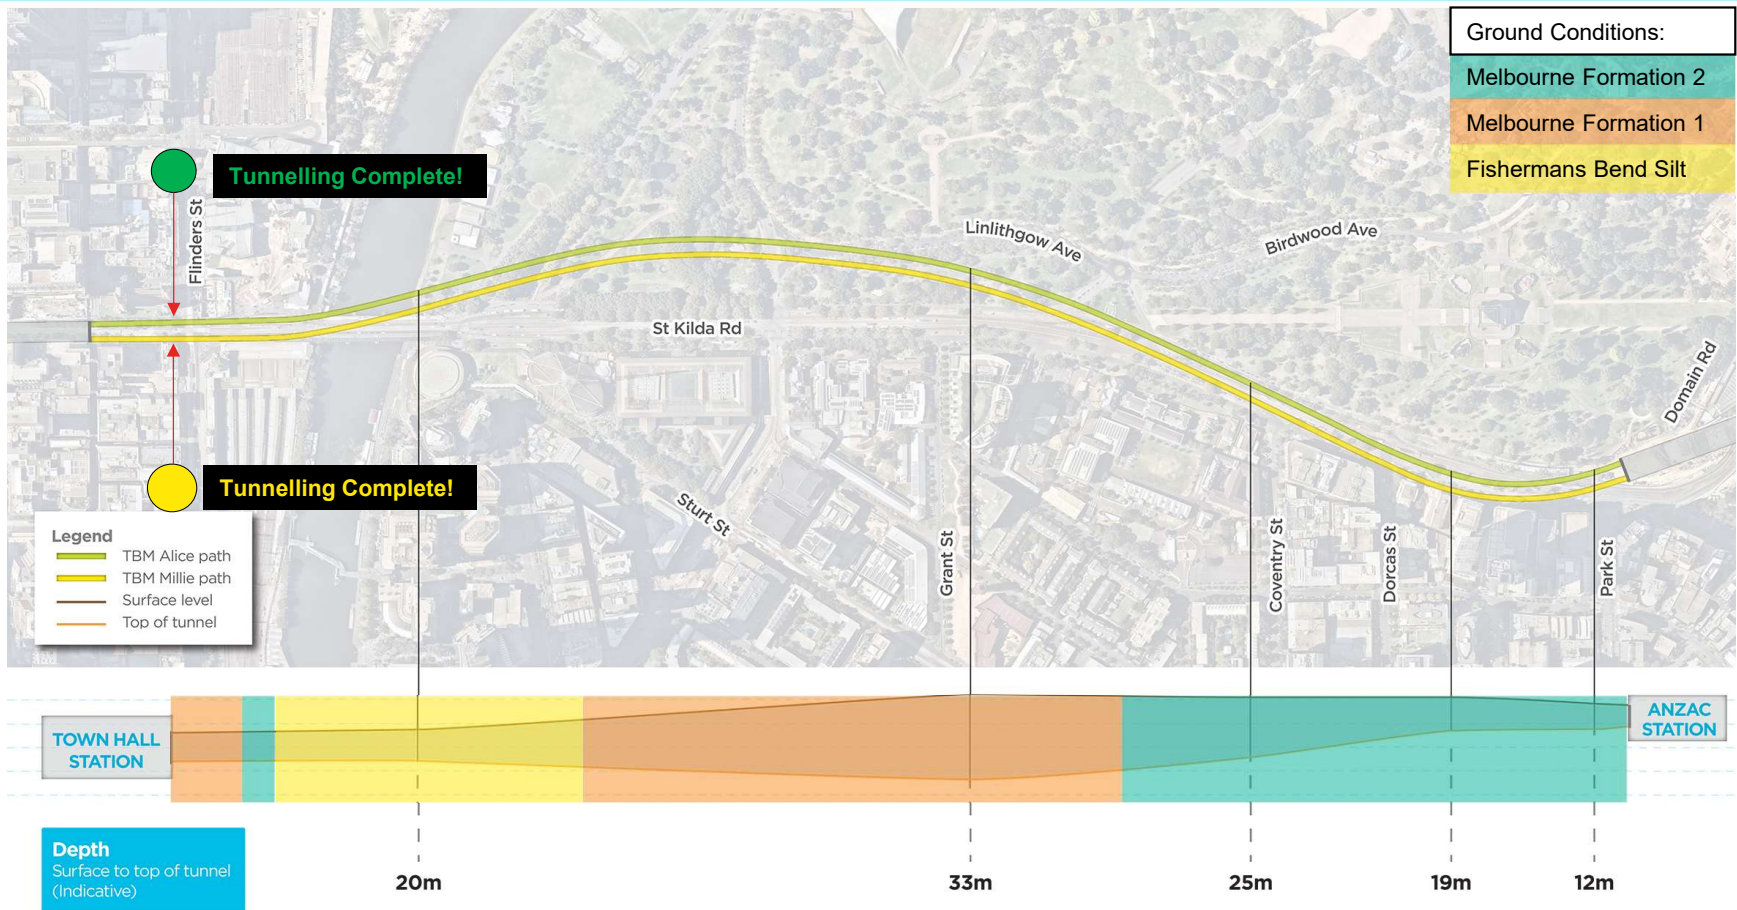 Ground Conditions:
Melbourne Formation 2
Melbourne Formation 1
Fishermans Bend Silt
Tunnelling Complete!
Flinders St
Linlithgow Ave
Birdwood Ave
St Kilda Rd
Domain Rd
Tunnelling Complete!
Sturt St
Grant St
Coventry St
Dorcas St
Park St
Legend
TBM Alice path
TBM Millie path
Surface level
Top of tunnel
TOWN HALL
STATION
ANZAC
STATION
Depth
Surface to top of tunnel
(Indicative)
20m
33m
25m
19m
12m